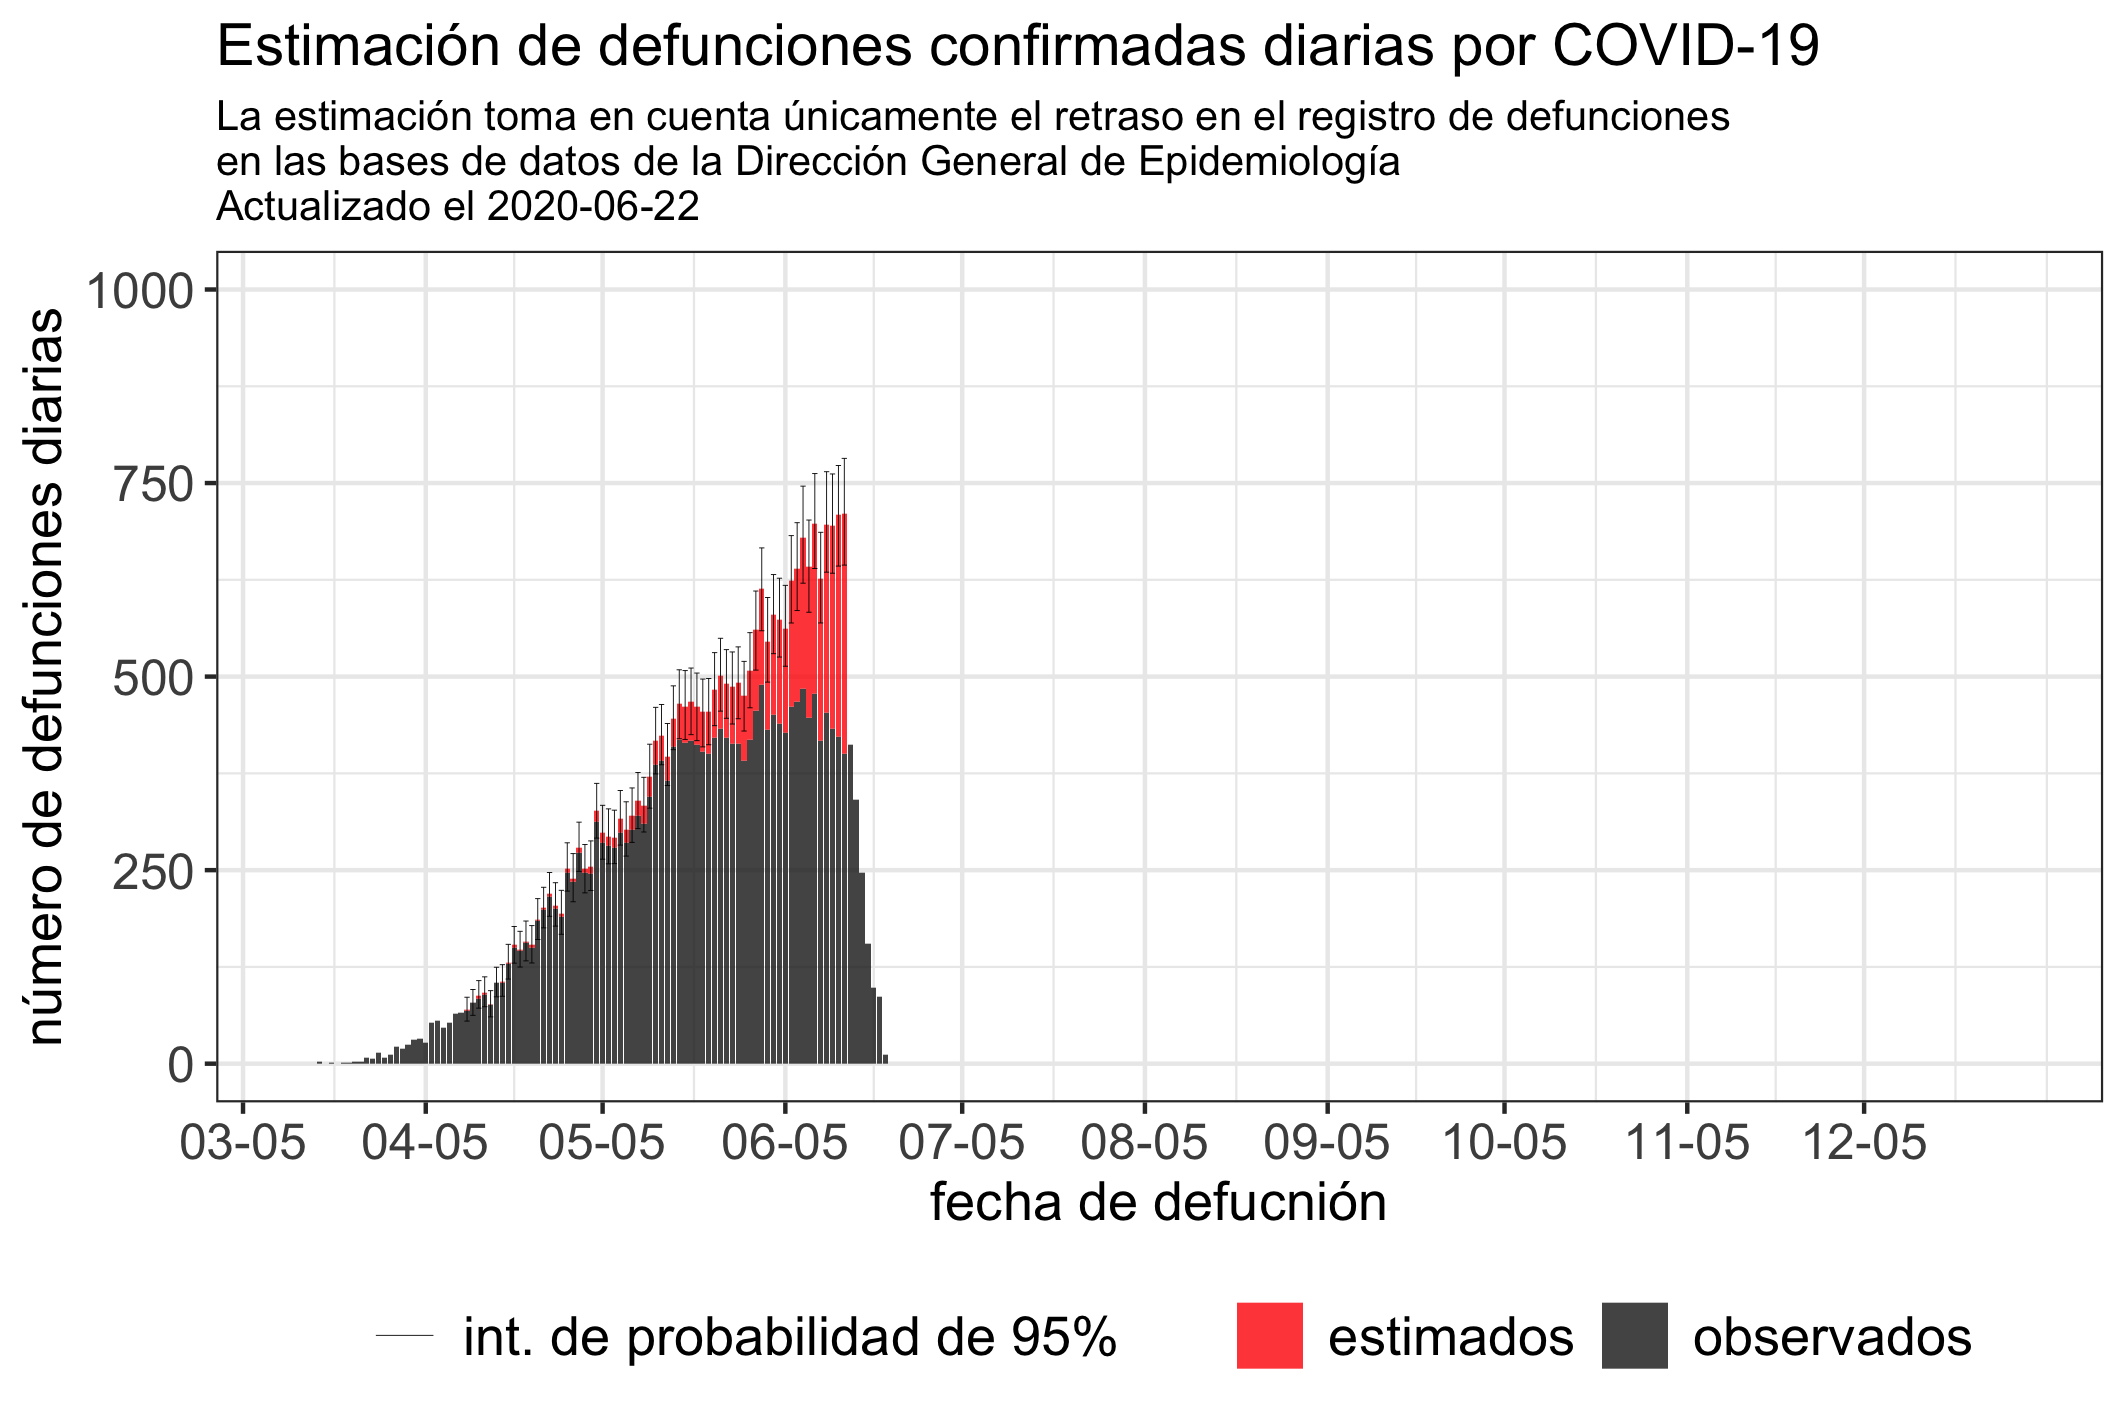 Estimación de defunciones confirmadas diarias por COVID-19
La estimación toma en cuenta únicamente el retraso en el registro de defunciones
en las bases de datos de la Dirección General de Epidemiología
Actualizado el 2020-06-22
número de defunciones diarias
1000
750
500
250
0
03-05 04-05 05-05 06-05 07-05 08-05 09-05 10-05 11-05 12-05
fecha de defucnión
int. de probabilidad de 95% estimados observados